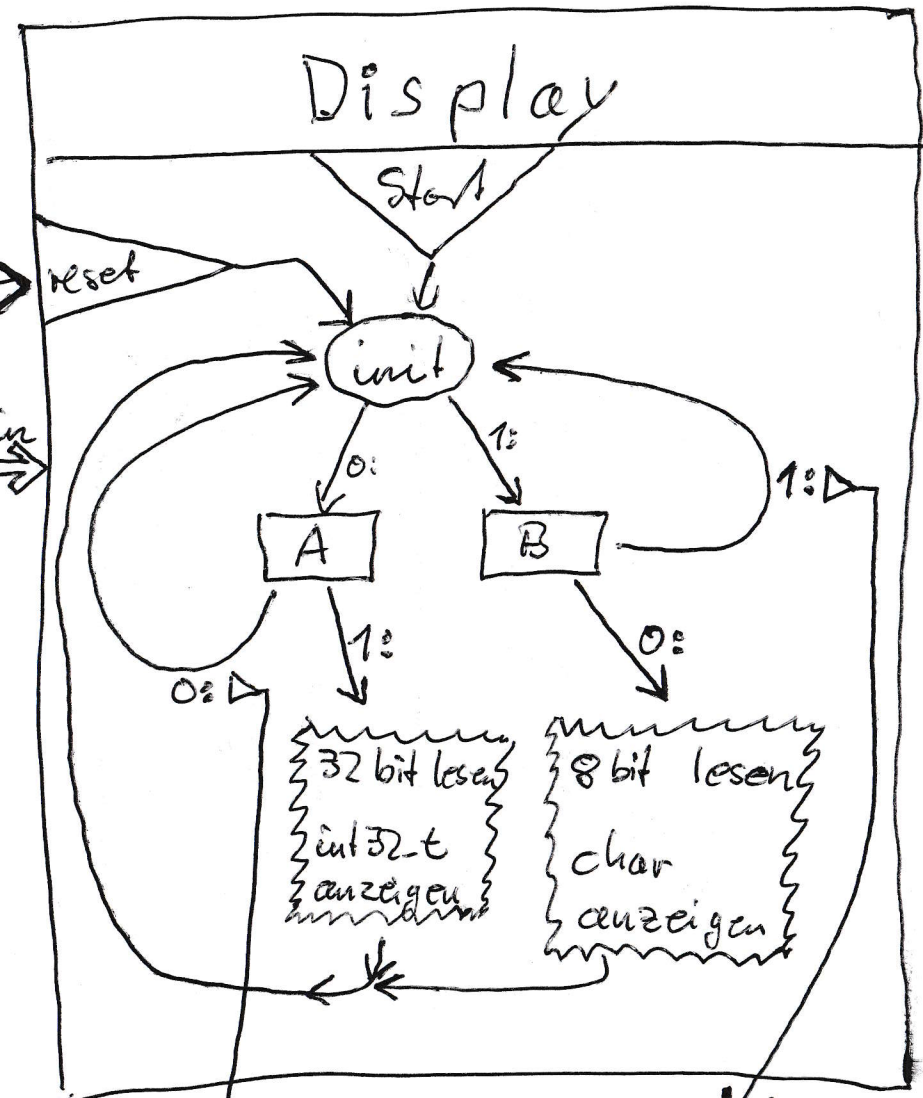 Display
Start
reset
init
0:
1:
1:
A
B
1:
0:
0:
32 bit lesen
int32_t
anzeigen
8 bit lesen
char
anzeigen